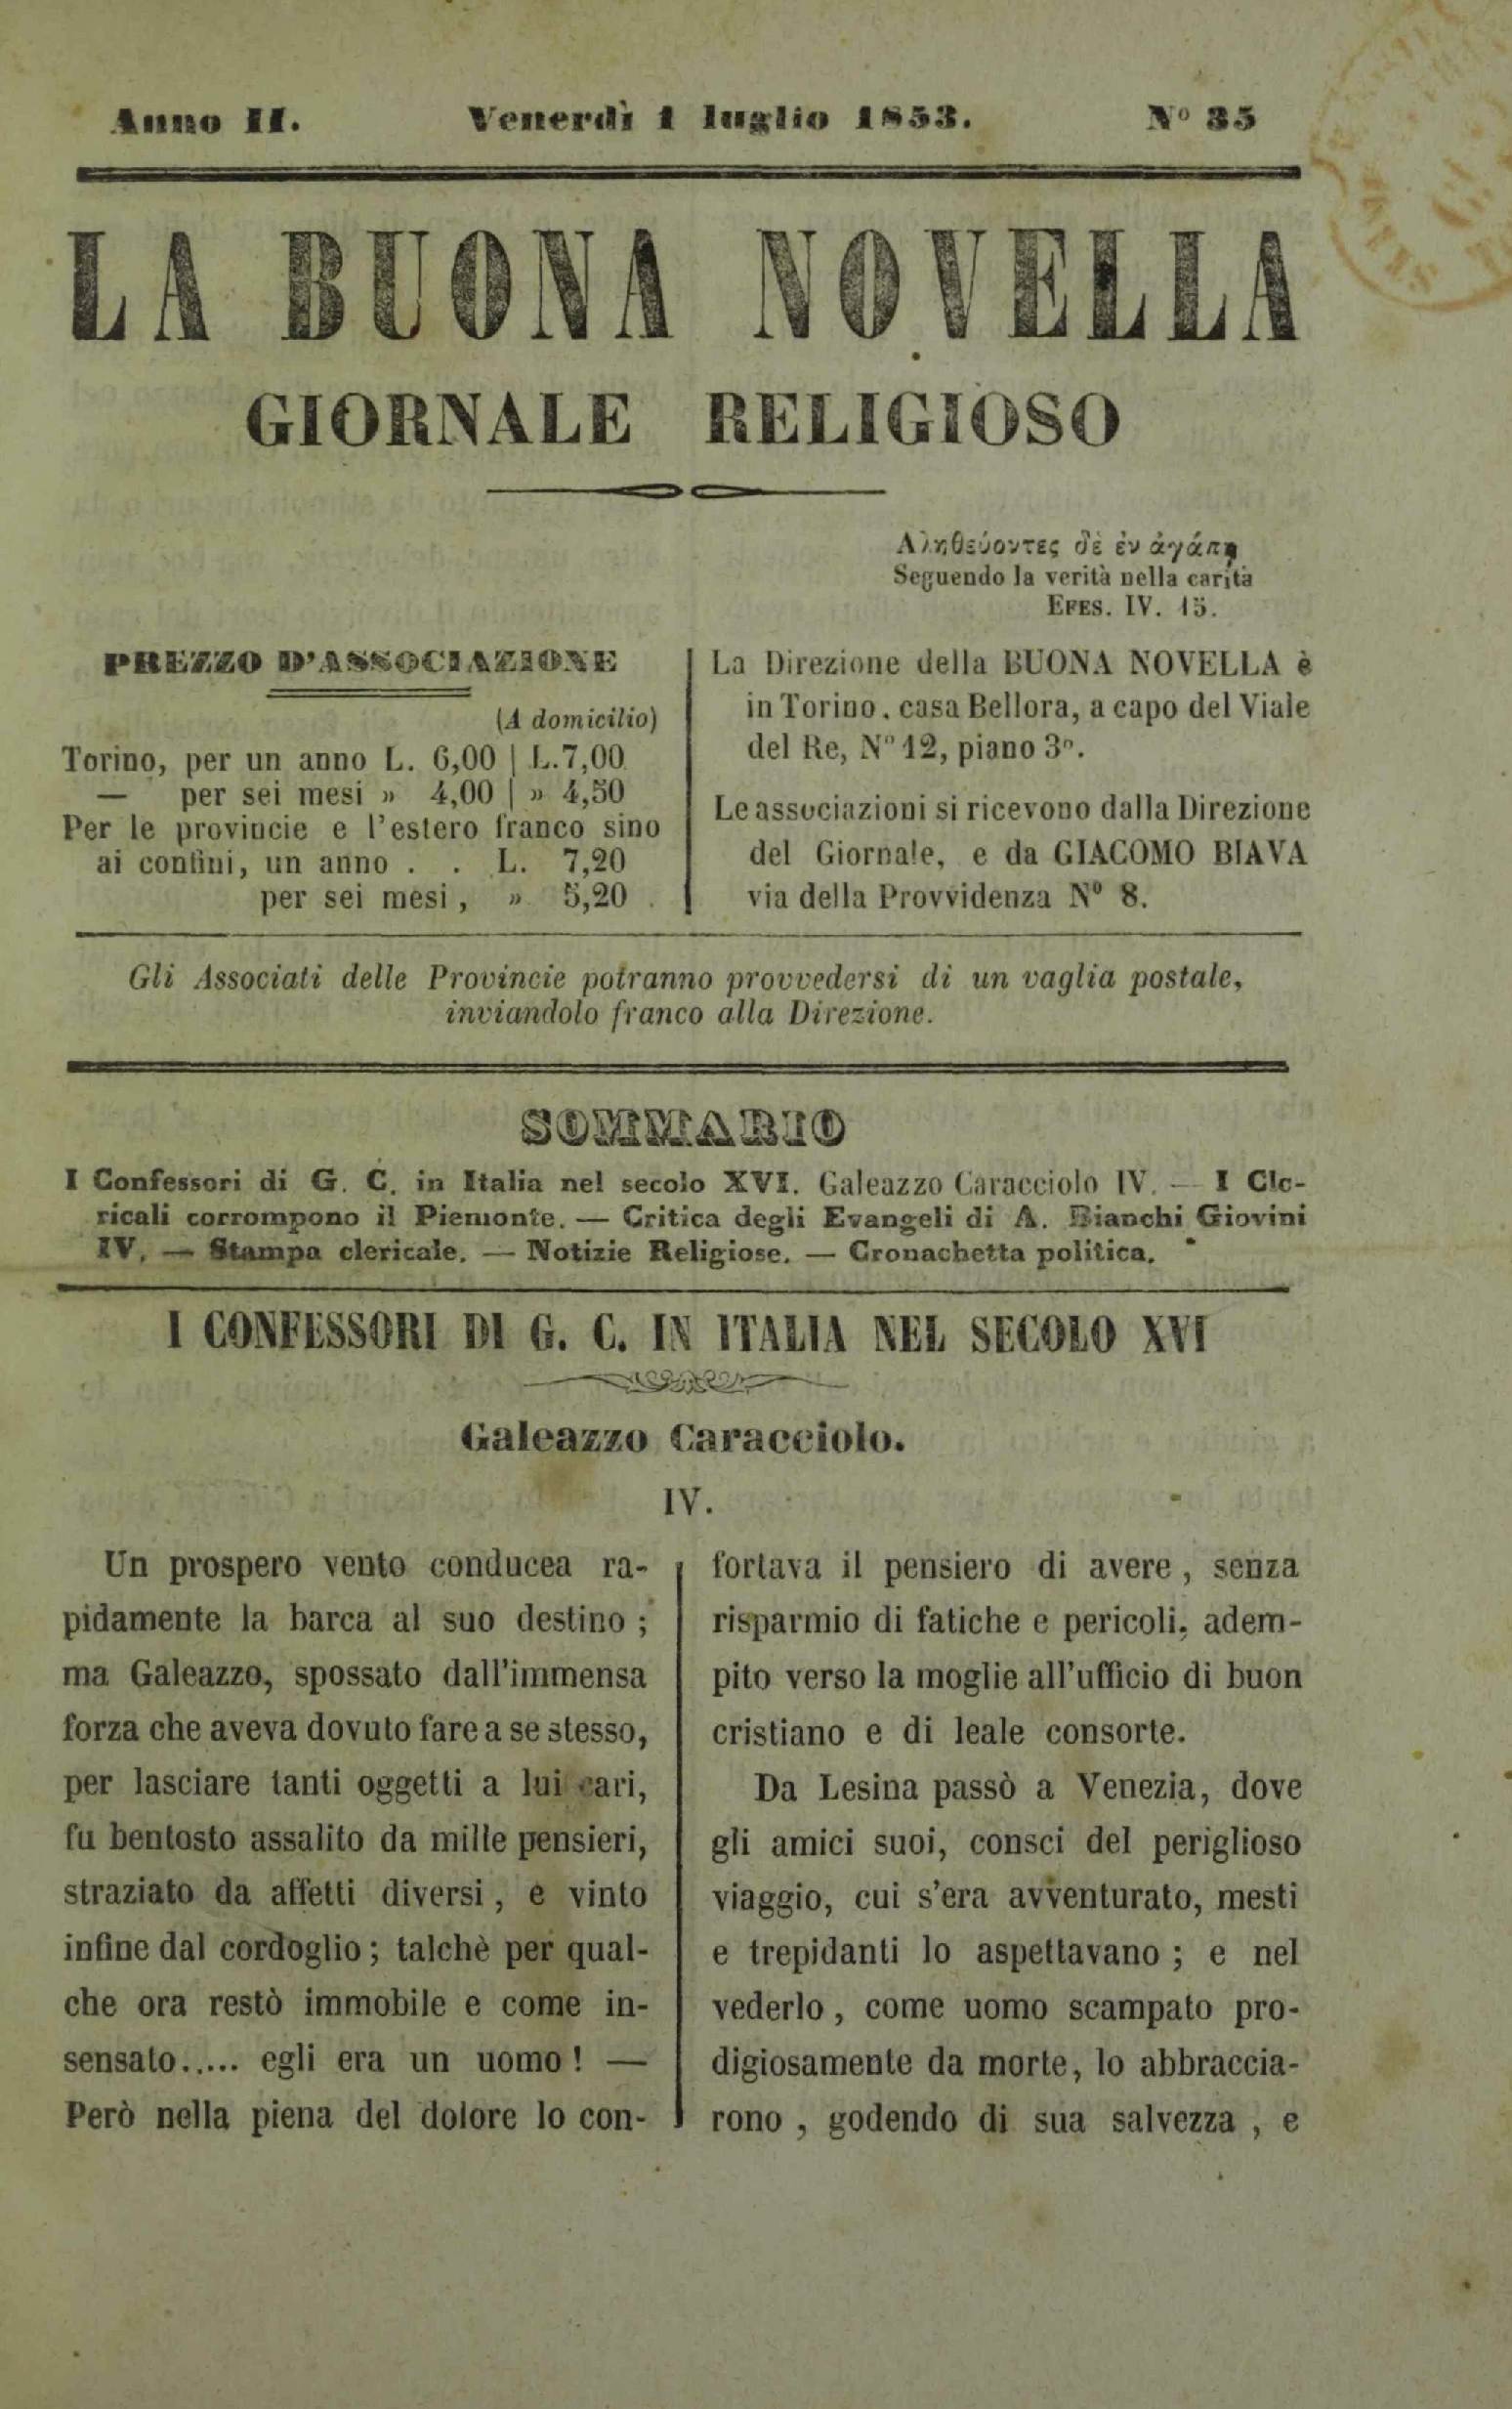 Anno II. Venerdì 1 luglio 1853. Nº 35
LA BUONA NOVELLA
GIORNALE RELIGIOSO
Αληθεύοντες δὲ ἐν ἀγάπῃ
Seguendo la verità nella carità
EFES. IV. 15.
PREZZO D'ASSOCIAZIONE
(A domicilio)
Torino, per un anno L. 6,00 | L.7,00
— per sei mesi » 4,00 | » 4,50
Per le provincie e l'estero franco sino
ai confini, un anno . . L. 7,20
per sei mesi, » 5,20
La Direzione della BUONA NOVELLA è
in Torino, casa Bellora, a capo del Viale
del Re, Nº 12, piano 3º.
Le associazioni si ricevono dalla Direzione
del Giornale, e da GIACOMO BIAVA
via della Provvidenza Nº 8.
Gli Associati delle Provincie potranno provvedersi di un vaglia postale,
inviandolo franco alla Direzione.
SOMMARIO
I Confessori di G. C. in Italia nel secolo XVI. Galeazzo Caracciolo IV. — I Cle-
ricali corrompono il Piemonte. — Critica degli Evangeli di A. Bianchi Giovini
IV. — Stampa clericale. — Notizie Religiose. — Cronachetta politica.
I CONFESSORI DI G. C. IN ITALIA NEL SECOLO XVI
Galeazzo Caracciolo.
IV.
Un prospero vento conducea ra-
pidamente la barca al suo destino ;
ma Galeazzo, spossato dall'immensa
forza che aveva dovuto fare a se stesso,
per lasciare tanti oggetti a lui cari,
fu bentosto assalito da mille pensieri,
straziato da affetti diversi, e vinto
infine dal cordoglio ; talchè per qual-
che ora restò immobile e come in-
sensato..... egli era un uomo ! —
Però nella piena del dolore lo con-
fortava il pensiero di avere, senza
risparmio di fatiche e pericoli, adem-
pito verso la moglie all'ufficio di buon
cristiano e di leale consorte.
Da Lesina passò a Venezia, dove
gli amici suoi, consci del periglioso
viaggio, cui s'era avventurato, mesti
e trepidanti lo aspettavano ; e nel
vederlo, come uomo scampato pro-
digiosamente da morte, lo abbraccia-
rono, godendo di sua salvezza, e